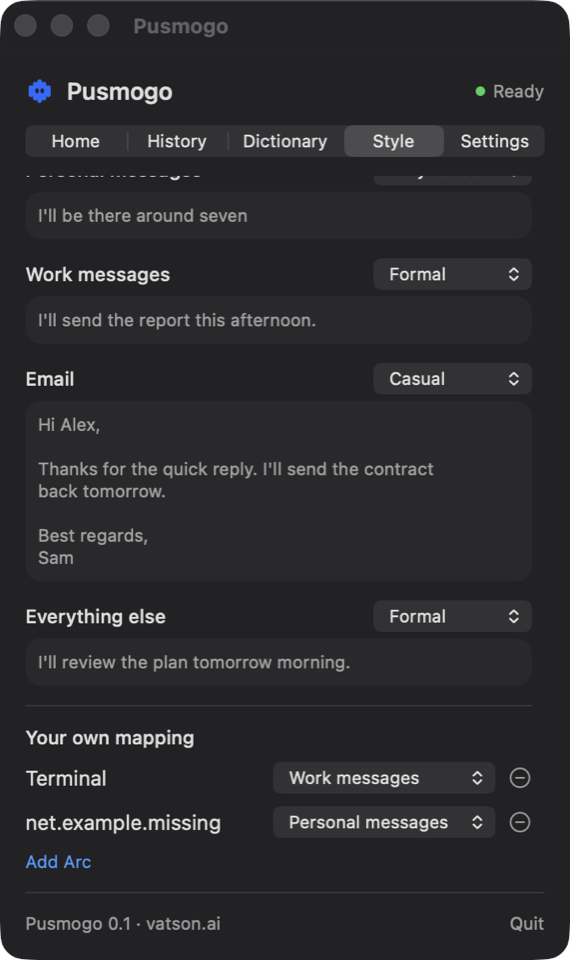 Pusmogo
Pusmogo
Ready
Home History Dictionary Style Settings
I'll be there around seven
Work messages Formal
I'll send the report this afternoon.
Email Casual
Hi Alex,
Thanks for the quick reply. I'll send the contract
back tomorrow.
Best regards,
Sam
Everything else Formal
I'll review the plan tomorrow morning.
Your own mapping
Terminal Work messages
net.example.missing Personal messages
Add Arc
Pusmogo 0.1 · vatson.ai Quit